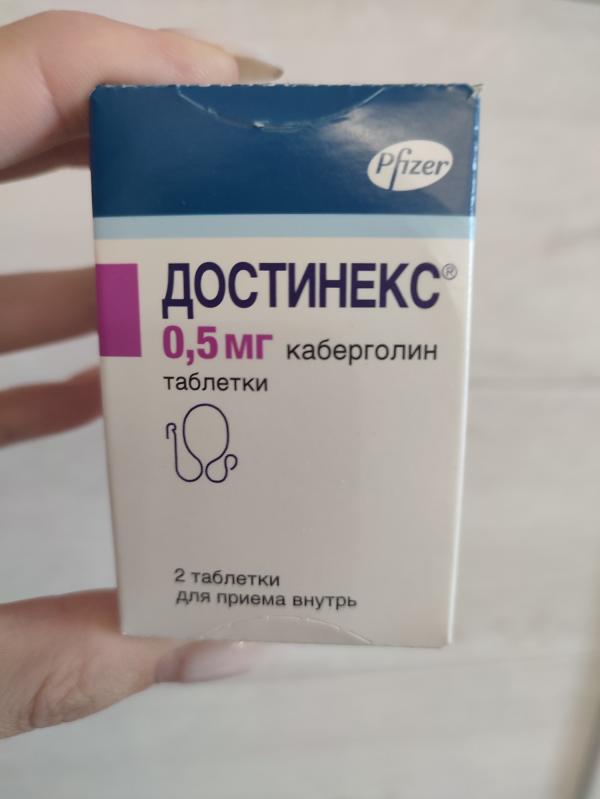 Pfizer
ДОСТИНЕКС®
0,5 мг каберголин
таблетки
2 таблетки
для приема внутрь